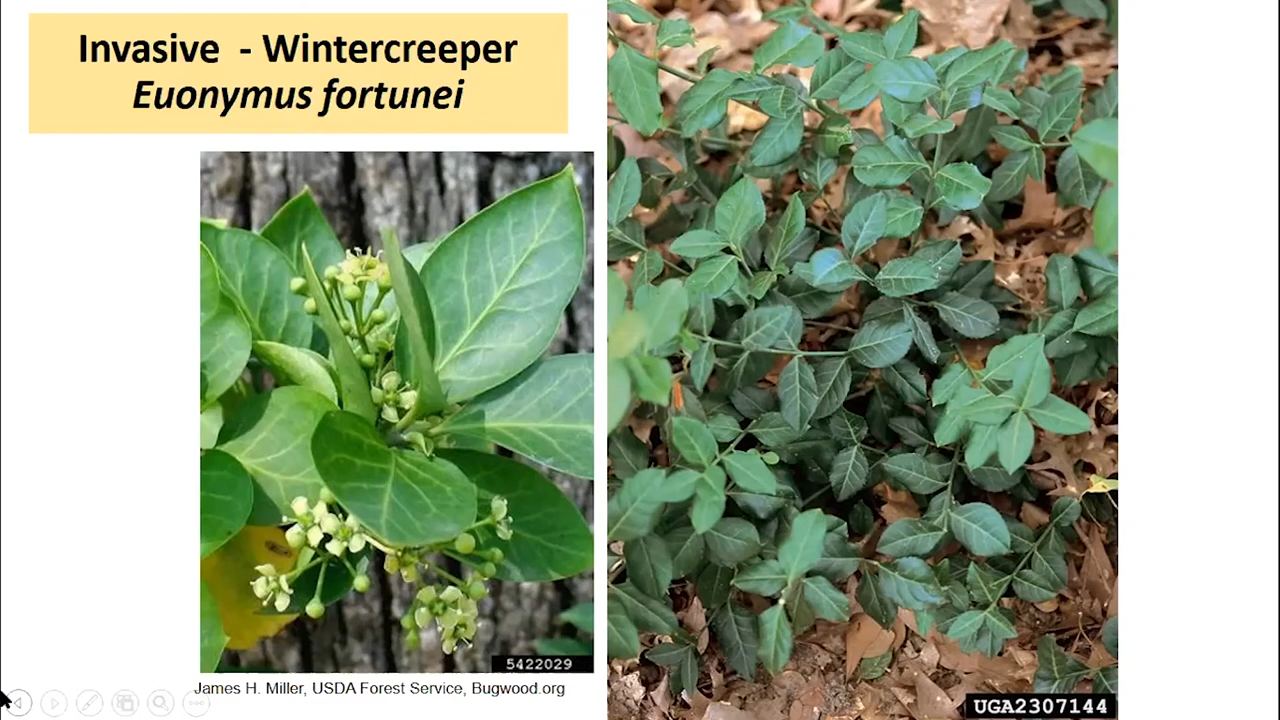 Invasive - Wintercreeper
Euonymus fortunei
5422029
James H. Miller, USDA Forest Service, Bugwood.org
UGA2307144